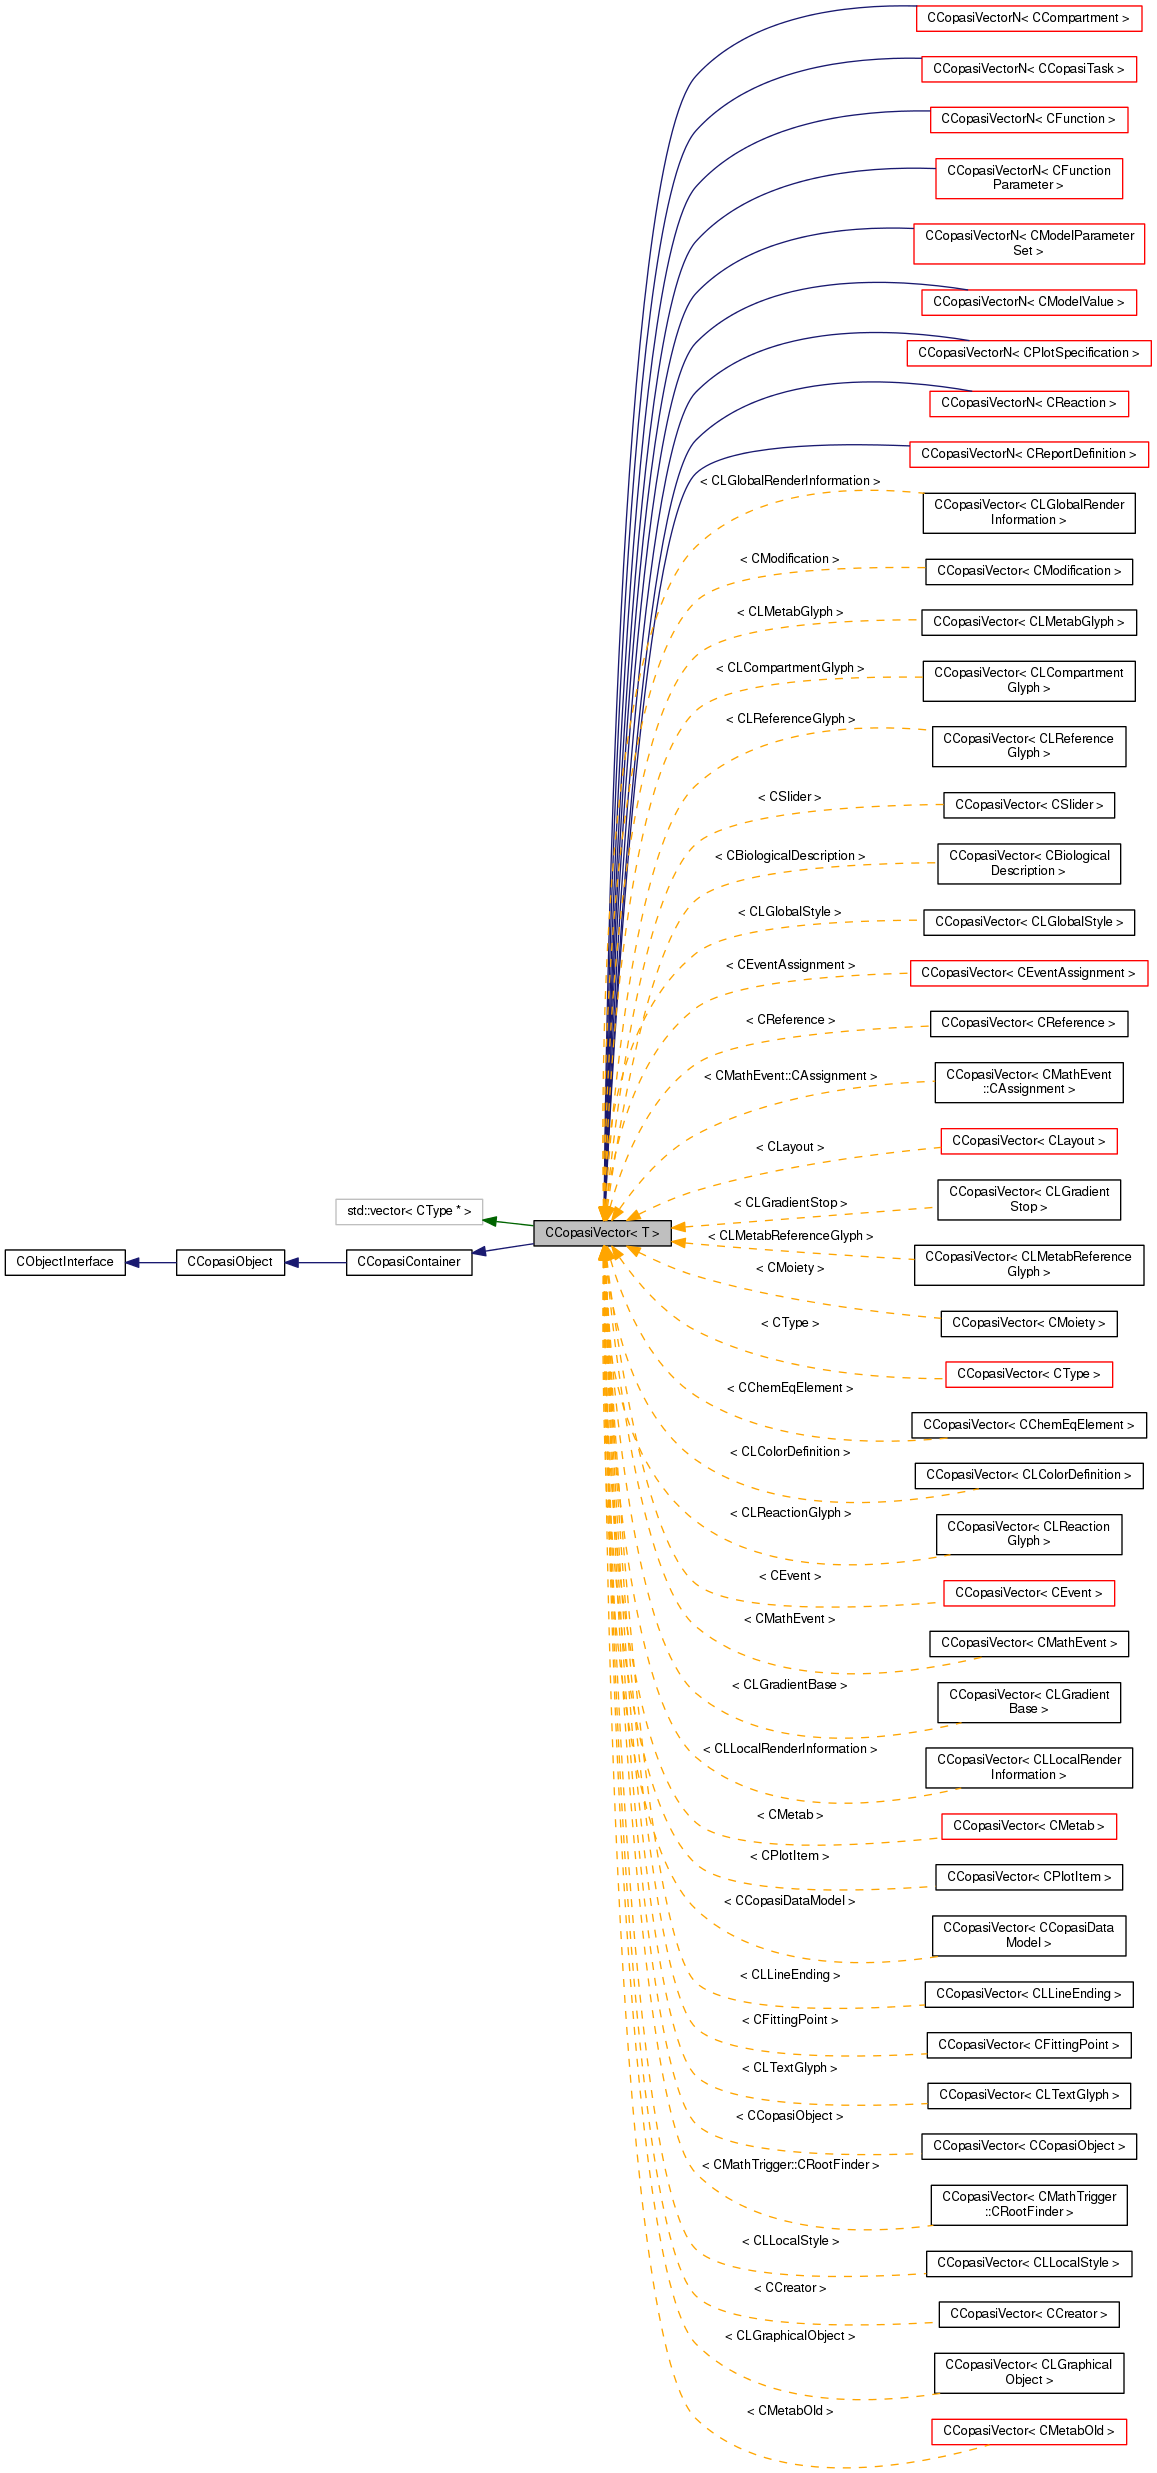 CCopasiVectorN< CCompartment >
CCopasiVectorN< CCopasiTask >
CCopasiVectorN< CFunction >
CCopasiVectorN< CFunction
Parameter >
CCopasiVectorN< CModelParameter
Set >
CCopasiVectorN< CModelValue >
CCopasiVectorN< CPlotSpecification >
CCopasiVectorN< CReaction >
CCopasiVectorN< CReportDefinition >
< CLGlobalRenderInformation >
CCopasiVector< CLGlobalRender
Information >
< CModification >
CCopasiVector< CModification >
< CLMetabGlyph >
CCopasiVector< CLMetabGlyph >
< CLCompartmentGlyph >
CCopasiVector< CLCompartment
Glyph >
< CLReferenceGlyph >
CCopasiVector< CLReference
Glyph >
< CSlider >
CCopasiVector< CSlider >
< CBiologicalDescription >
CCopasiVector< CBiological
Description >
< CLGlobalStyle >
CCopasiVector< CLGlobalStyle >
< CEventAssignment >
CCopasiVector< CEventAssignment >
< CReference >
CCopasiVector< CReference >
< CMathEvent::CAssignment >
CCopasiVector< CMathEvent
::CAssignment >
< CLayout >
CCopasiVector< CLayout >
< CLGradientStop >
CCopasiVector< CLGradient
Stop >
std::vector< CType * >
CCopasiVector< T >
CObjectInterface
CCopasiObject
CCopasiContainer
< CLMetabReferenceGlyph >
CCopasiVector< CLMetabReference
Glyph >
< CMoiety >
CCopasiVector< CMoiety >
< CType >
CCopasiVector< CType >
< CChemEqElement >
CCopasiVector< CChemEqElement >
< CLColorDefinition >
CCopasiVector< CLColorDefinition >
< CLReactionGlyph >
CCopasiVector< CLReaction
Glyph >
< CEvent >
CCopasiVector< CEvent >
< CMathEvent >
CCopasiVector< CMathEvent >
< CLGradientBase >
CCopasiVector< CLGradient
Base >
< CLLocalRenderInformation >
CCopasiVector< CLLocalRender
Information >
< CMetab >
CCopasiVector< CMetab >
< CPlotItem >
CCopasiVector< CPlotItem >
< CCopasiDataModel >
CCopasiVector< CCopasiData
Model >
< CLLineEnding >
CCopasiVector< CLLineEnding >
< CFittingPoint >
CCopasiVector< CFittingPoint >
< CLTextGlyph >
CCopasiVector< CLTextGlyph >
< CCopasiObject >
CCopasiVector< CCopasiObject >
< CMathTrigger::CRootFinder >
CCopasiVector< CMathTrigger
::CRootFinder >
< CLLocalStyle >
CCopasiVector< CLLocalStyle >
< CCreator >
CCopasiVector< CCreator >
< CLGraphicalObject >
CCopasiVector< CLGraphical
Object >
< CMetabOld >
CCopasiVector< CMetabOld >